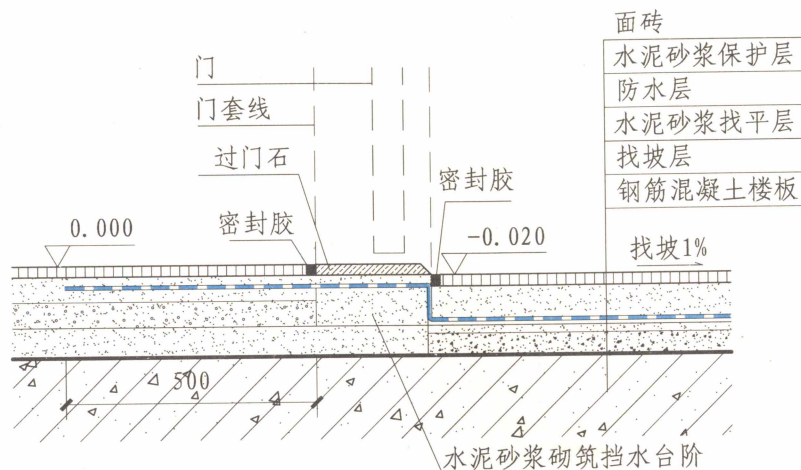 面砖
水泥砂浆保护层
防水层
水泥砂浆找平层
找坡层
钢筋混凝土楼板
门
门套线
过门石
密封胶
密封胶
0.000
-0.020
找坡1%
500
水泥砂浆砌筑挡水台阶